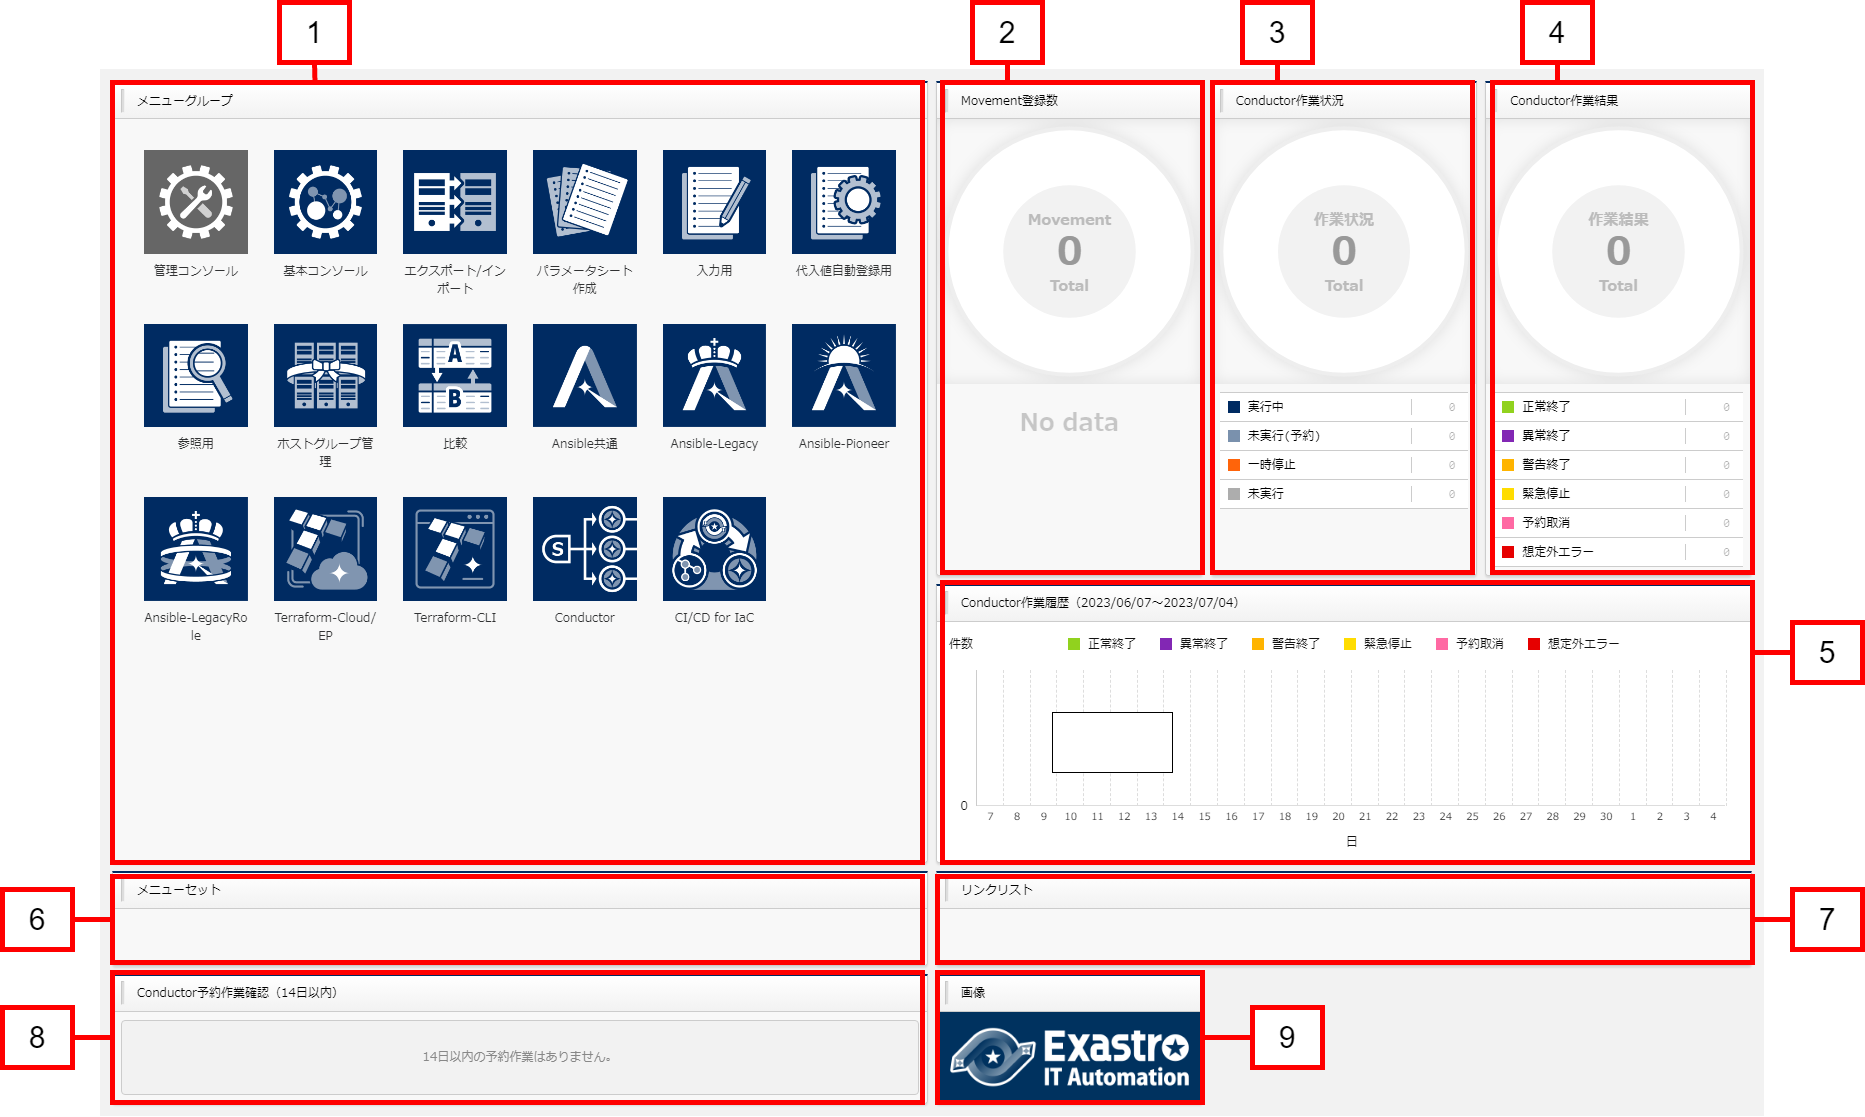 1
2
3
4
メニューグループ
管理コンソール
基本コンソール
エクスポート/イン
ポート
パラメータシート
作成
入力用
代入値自動登録用
参照用
ホストグループ管
理
比較
A
B
Ansible共通
Ansible-Legacy
Ansible-Pioneer
Ansible-LegacyRo
le
Terraform-Cloud/
EP
Terraform-CLI
S
Conductor
CI/CD for IaC
Movement登録数
Movement
0
Total
No data
Conductor作業状況
作業状況
0
Total
実行中 0
未実行(予約) 0
一時停止 0
未実行 0
Conductor作業結果
作業結果
0
Total
正常終了 0
異常終了 0
警告終了 0
緊急停止 0
予約取消 0
想定外エラー 0
Conductor作業履歴（2023/06/07～2023/07/04）
件数
正常終了 異常終了 警告終了 緊急停止 予約取消 想定外エラー
0
7 8 9 10 11 12 13 14 15 16 17 18 19 20 21 22 23 24 25 26 27 28 29 30 1 2 3 4
日
5
6
メニューセット
リンクリスト
7
8
Conductor予約作業確認（14日以内）
14日以内の予約作業はありません。
画像
Exastro
IT Automation
9